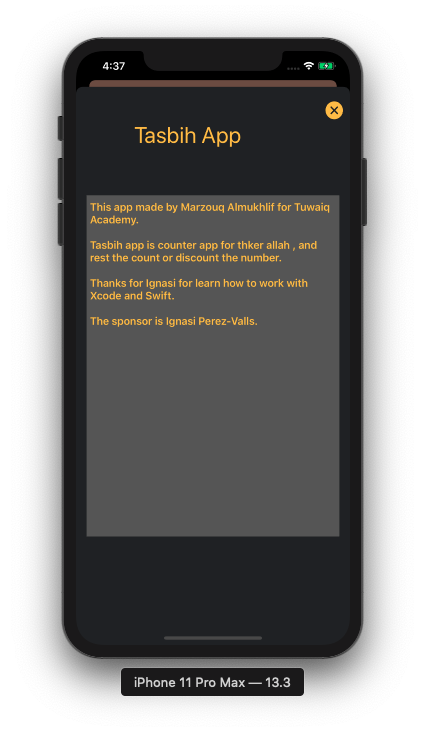 4:37
Tasbih App
This app made by Marzouq Almukhlif for Tuwaiq
Academy.
Tasbih app is counter app for thker allah , and
rest the count or discount the number.
Thanks for Ignasi for learn how to work with
Xcode and Swift.
The sponsor is Ignasi Perez-Valls.
iPhone 11 Pro Max — 13.3